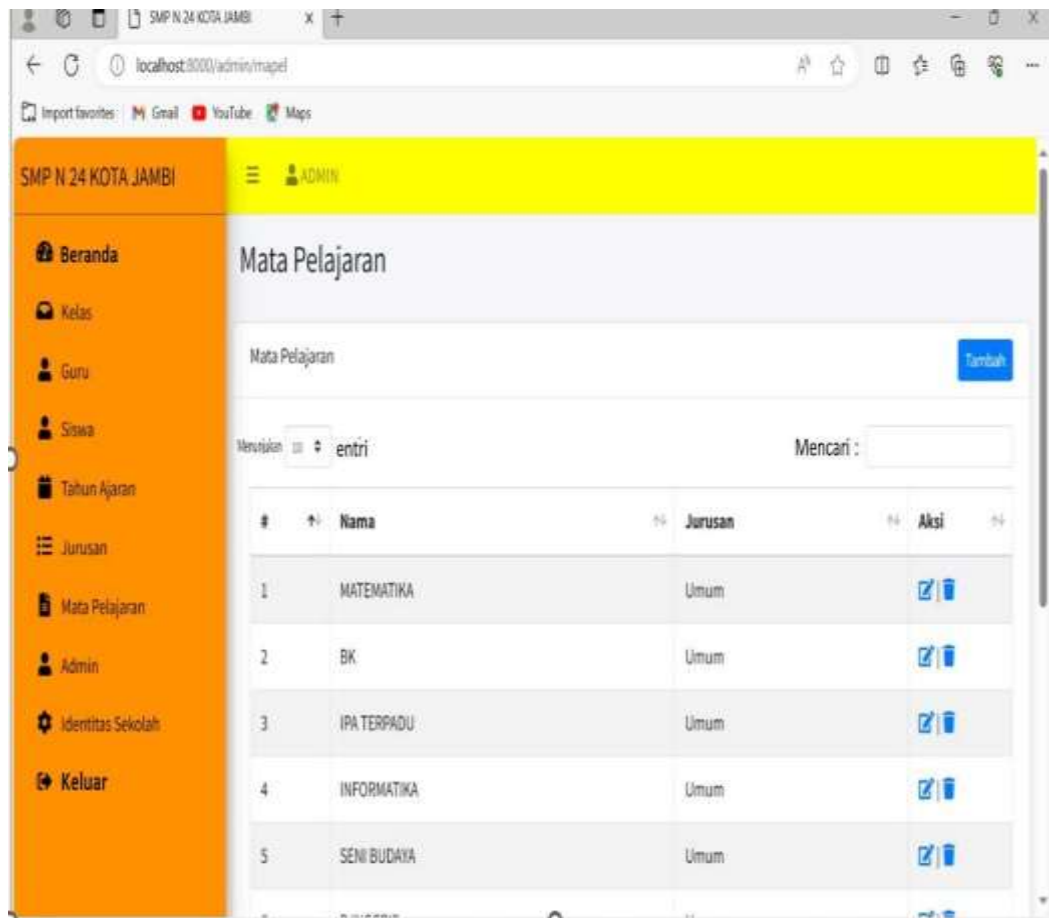 SMP N 24 KOTA JAMBI
localhost:8000/admin/mapel
Import favorites Gmail YouTube Maps
SMP N 24 KOTA JAMBI
ADMIN
Beranda
Kelas
Guru
Siswa
Tahun Ajaran
Jurusan
Mata Pelajaran
Admin
Identitas Sekolah
Keluar
Mata Pelajaran
Mata Pelajaran Tambah
Menunjukan 10 entri Mencari :
# Nama Jurusan Aksi
1 MATEMATIKA Umum
2 BK Umum
3 IPA TERPADU Umum
4 INFORMATIKA Umum
5 SENI BUDAYA Umum